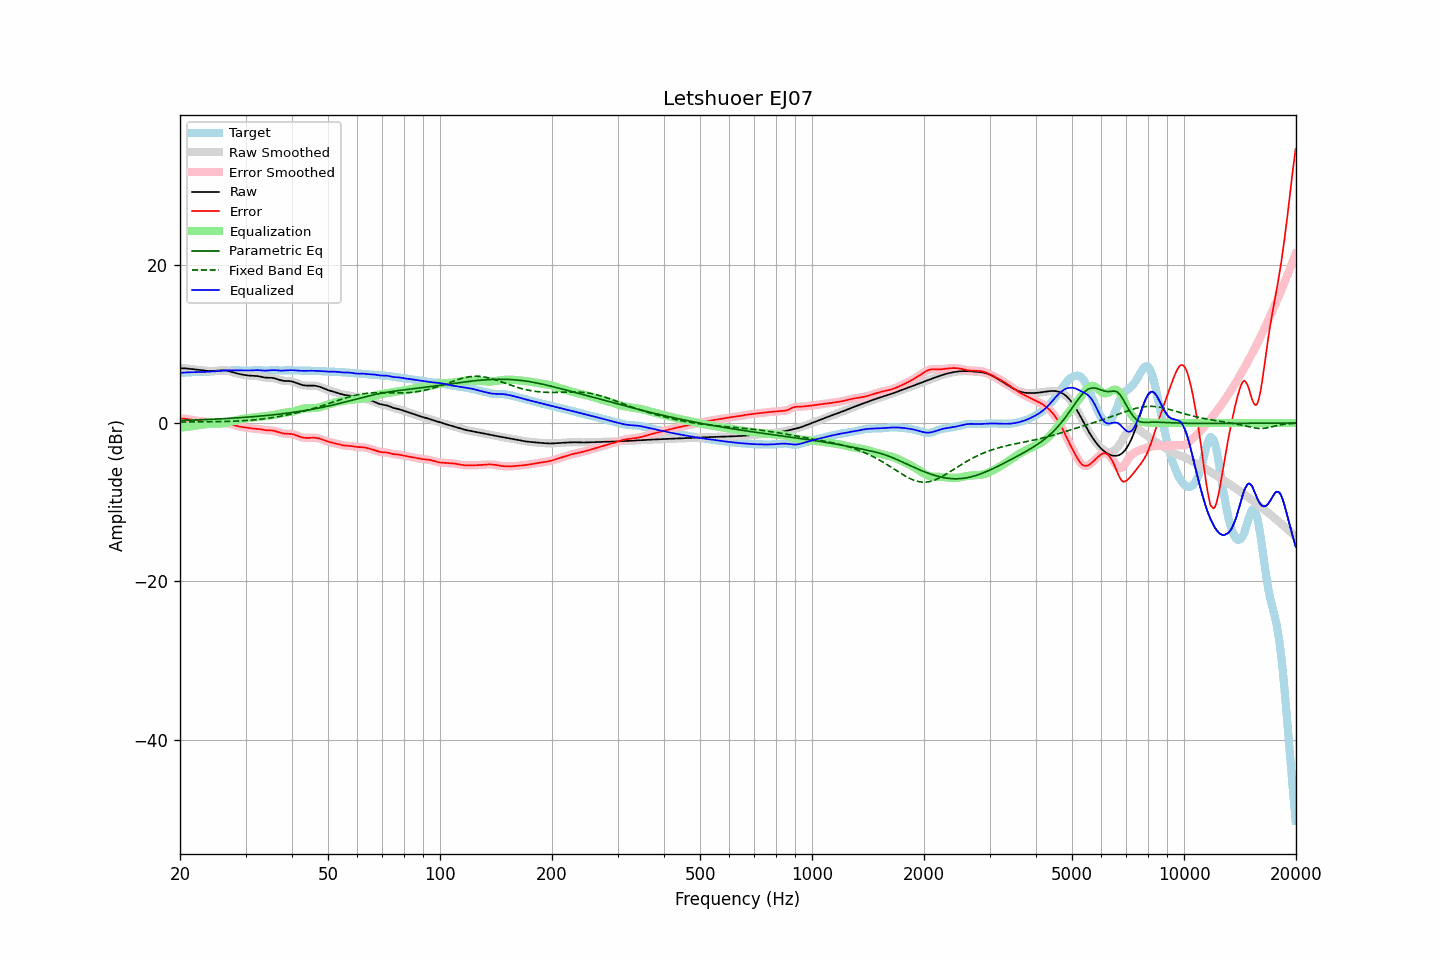 Letshuoer EJ07
Target
Raw Smoothed
Error Smoothed
Raw
Error
Equalization
Parametric Eq
Fixed Band Eq
Equalized
20
0
−20
−40
Amplitude (dBr)
20 50 100 200 500 1000 2000 5000 10000 20000
Frequency (Hz)